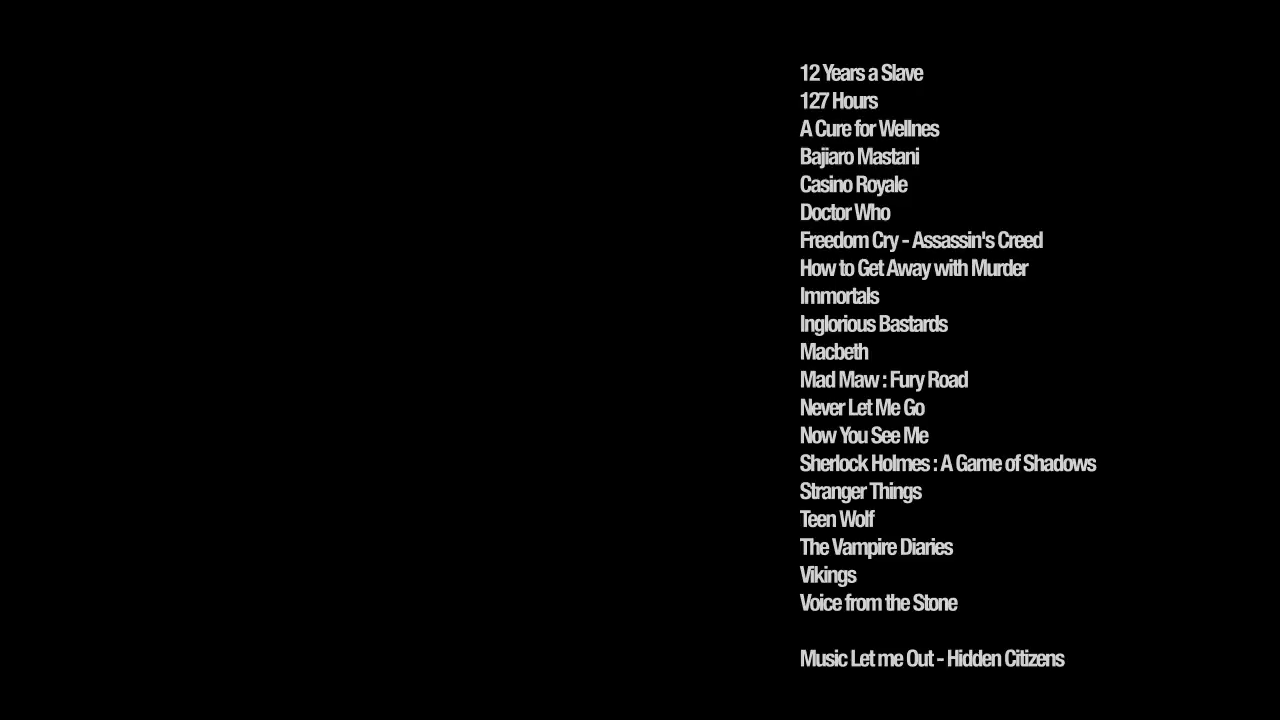 12 Years a Slave
127 Hours
A Cure for Wellnes
Bajiaro Mastani
Casino Royale
Doctor Who
Freedom Cry - Assassin's Creed
How to Get Away with Murder
Immortals
Inglorious Bastards
Macbeth
Mad Maw : Fury Road
Never Let Me Go
Now You See Me
Sherlock Holmes : A Game of Shadows
Stranger Things
Teen Wolf
The Vampire Diaries
Vikings
Voice from the Stone
Music Let me Out - Hidden Citizens